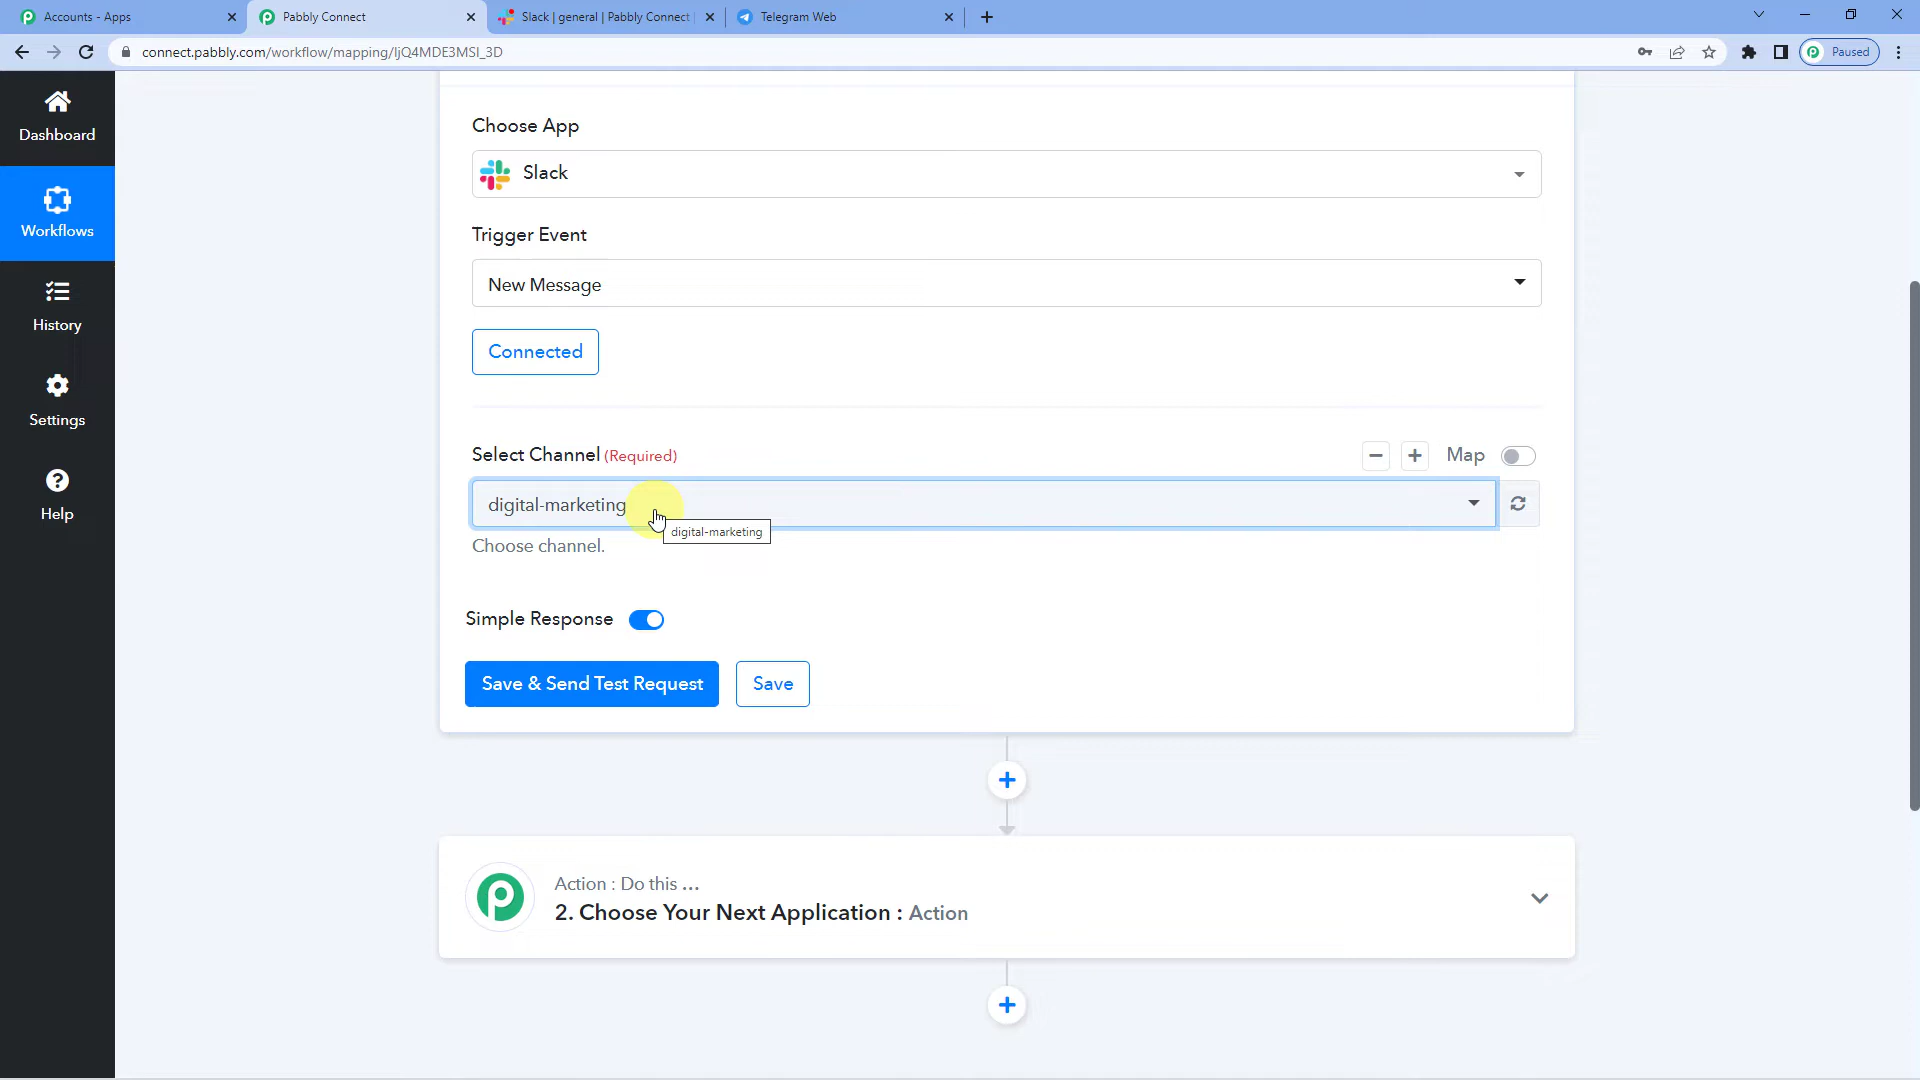 Accounts - Apps
Pabbly Connect
Slack | general | Pabbly Connect
Telegram Web
connect.pabbly.com/workflow/mapping/IjQ4MDE3MSI_3D
Paused
Dashboard
Workflows
History
Settings
Help
Choose App
Slack
Trigger Event
New Message
Connected
Select Channel (Required)
Map
digital-marketing
digital-marketing
Choose channel.
Simple Response
Save & Send Test Request
Save
Action : Do this ...
2. Choose Your Next Application : Action